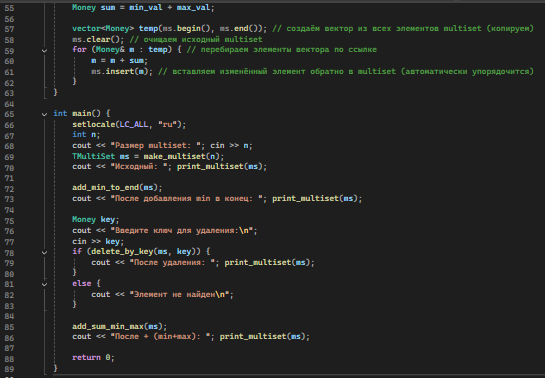 55 Money sum = min_val + max_val;
56
57 vector<Money> temp(ms.begin(), ms.end()); // создаём вектор из всех элементов multiset (копируем)
58 ms.clear(); // очищаем исходный multiset
59 for (Money& m : temp) { // перебираем элементы вектора по ссылке
60 m = m + sum;
61 ms.insert(m); // вставляем изменённый элемент обратно в multiset (автоматически упорядочится)
62 }
63 }
64
65 int main() {
66 setlocale(LC_ALL, "ru");
67 int n;
68 cout << "Размер multiset: "; cin >> n;
69 TMultiSet ms = make_multiset(n);
70 cout << "Исходный: "; print_multiset(ms);
71
72 add_min_to_end(ms);
73 cout << "После добавления min в конец: "; print_multiset(ms);
74
75 Money key;
76 cout << "Введите ключ для удаления:\n";
77 cin >> key;
78 if (delete_by_key(ms, key)) {
79 cout << "После удаления: "; print_multiset(ms);
80 }
81 else {
82 cout << "Элемент не найден\n";
83 }
84
85 add_sum_min_max(ms);
86 cout << "После + (min+max): "; print_multiset(ms);
87
88 return 0;
89 }